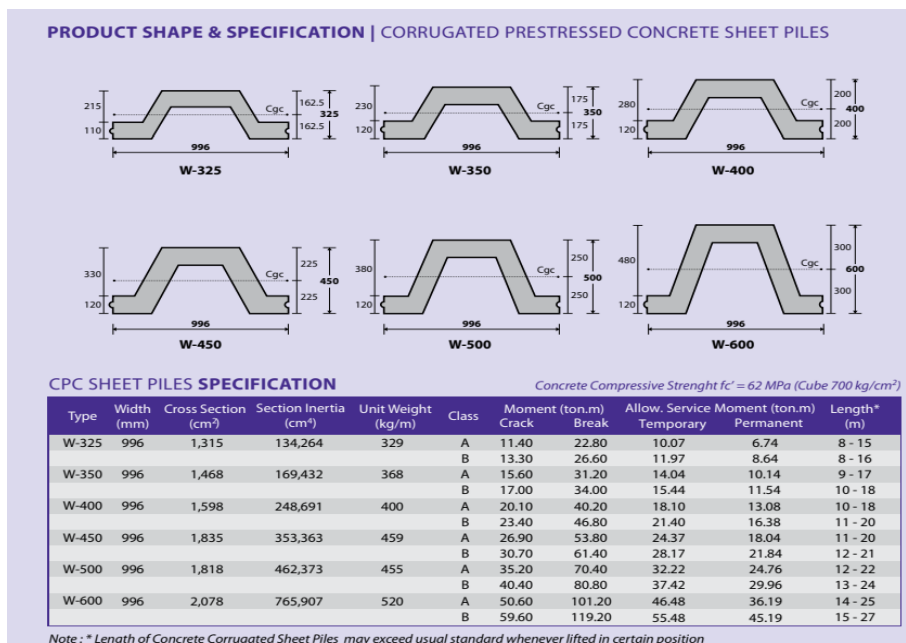 PRODUCT SHAPE & SPECIFICATION | CORRUGATED PRESTRESSED CONCRETE SHEET PILES
215
110
Cgc
162.5
162.5
325
996
W-325
230
120
Cgc
175
175
350
996
W-350
280
120
Cgc
200
200
400
996
W-400
330
120
Cgc
225
225
450
996
W-450
380
120
Cgc
250
250
500
996
W-500
480
120
Cgc
300
300
600
996
W-600
CPC SHEET PILES SPECIFICATION
Concrete Compressive Strenght fc' = 62 MPa (Cube 700 kg/cm²)
Type Width (mm) Cross Section (cm²) Section Inertia (cm⁴) Unit Weight (kg/m) Class Moment (ton.m) Crack Break Allow. Service Moment (ton.m) Temporary Permanent Length* (m)
W-325 996 1,315 134,264 329 A 11.40 22.80 10.07 6.74 8 - 15
B 13.30 26.60 11.97 8.64 8 - 16
W-350 996 1,468 169,432 368 A 15.60 31.20 14.04 10.14 9 - 17
B 17.00 34.00 15.44 11.54 10 - 18
W-400 996 1,598 248,691 400 A 20.10 40.20 18.10 13.08 10 - 18
B 23.40 46.80 21.40 16.38 11 - 20
W-450 996 1,835 353,363 459 A 26.90 53.80 24.37 18.04 11 - 20
B 30.70 61.40 28.17 21.84 12 - 21
W-500 996 1,818 462,373 455 A 35.20 70.40 32.22 24.76 12 - 22
B 40.40 80.80 37.42 29.96 13 - 24
W-600 996 2,078 765,907 520 A 50.60 101.20 46.48 36.19 14 - 25
B 59.60 119.20 55.48 45.19 15 - 27
Note : * Length of Concrete Corrugated Sheet Piles may exceed usual standard whenever lifted in certain position